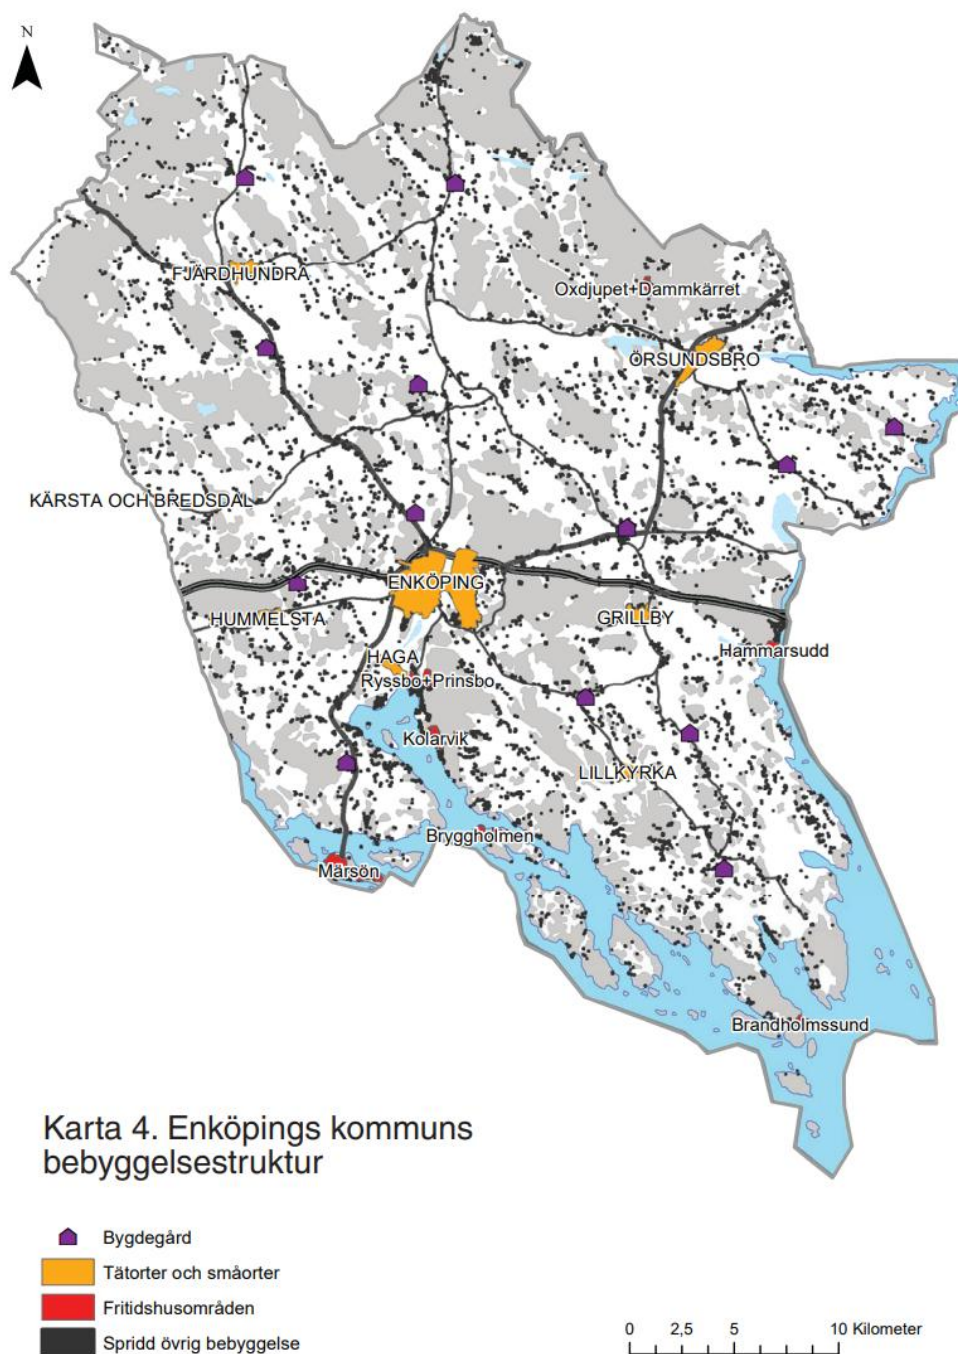 N
FJÄRDHUNDRA
Oxdjupet+Dammkärret
ÖRSUNDSBRO
KÄRSTA OCH BREDSDAL
ENKÖPING
HUMMELSTA
GRILLBY
HAGA
Hammarsudd
Ryssbo+Prinsbo
Kolarvik
LILLKYRKA
Bryggholmen
Märsön
Brandholmssund
Karta 4. Enköpings kommuns
bebyggelsestruktur
Bygdegård
Tätorter och småorter
Fritidshusområden
Spridd övrig bebyggelse
0 2,5 5 10 Kilometer